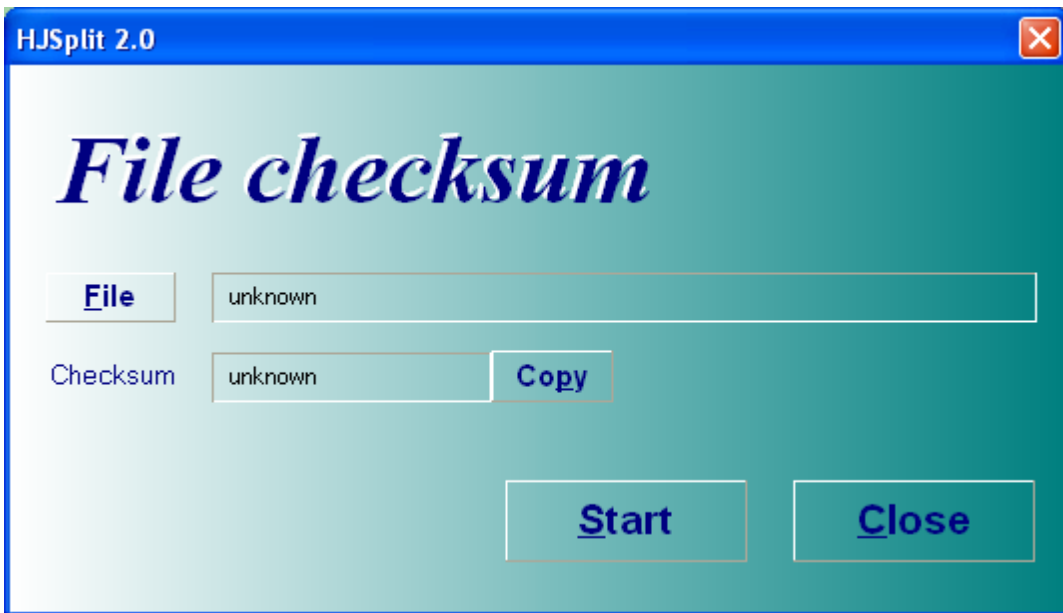 HJSplit 2.0
File checksum
File unknown
Checksum unknown Copy
Start Close